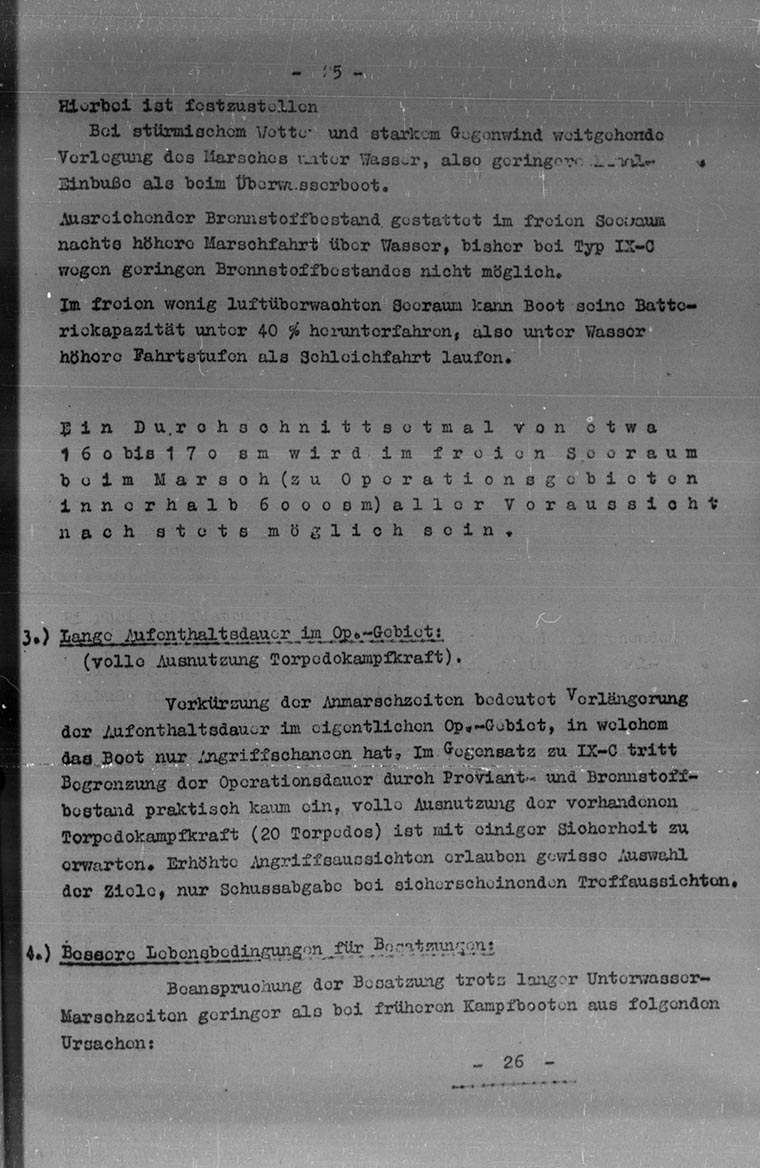 - 25 -
Hierbei ist festzustellen
Bei stürmischem Wetter und starkem Gegenwind weitgehende
Verlegung des Marsches unter Wasser, also geringere
Einbuße als beim Überwasserboot.
Ausreichender Brennstoffbestand gestattet im freien Seeraum
nachts höhere Marschfahrt über Wasser, bisher bei Typ IX-C
wegen geringen Brennstoffbestandes nicht möglich.
Im freien wenig luftüberwachten Seeraum kann Boot seine Batte-
riekapazität unter 40 % herunterfahren, also unter Wasser
höhere Fahrtstufen als Schleichfahrt laufen.
Ein Durchschnittsetmal von etwa
16o bis 17o sm wird im freien Seeraum
beim Marsch (zu Operationsgebieten
innerhalb 6ooo sm) aller Voraussicht
nach stets möglich sein.
3.) Lange Aufenthaltsdauer im Op.-Gebiet:
(volle Ausnutzung Torpedokampfkraft).
Verkürzung der Anmarschzeiten bedeutet Verlängerung
der Aufenthaltsdauer im eigentlichen Op.-Gebiet, in welchem
das Boot nur Angriffschancen hat. Im Gegensatz zu IX-C tritt
Begrenzung der Operationsdauer durch Proviant- und Brennstoff-
bestand praktisch kaum ein, volle Ausnutzung der vorhandenen
Torpedokampfkraft (20 Torpedos) ist mit einiger Sicherheit zu
erwarten. Erhöhte Angriffsaussichten erlauben gewisse Auswahl
der Ziele, nur Schussabgabe bei sicherscheinenden Treffaussichten.
4.) Bessere Lebensbedingungen für Besatzungen:
Beanspruchung der Besatzung trotz langer Unterwasser-
Marschzeiten geringer als bei früheren Kampfbooten aus folgenden
Ursachen:
- 26 -